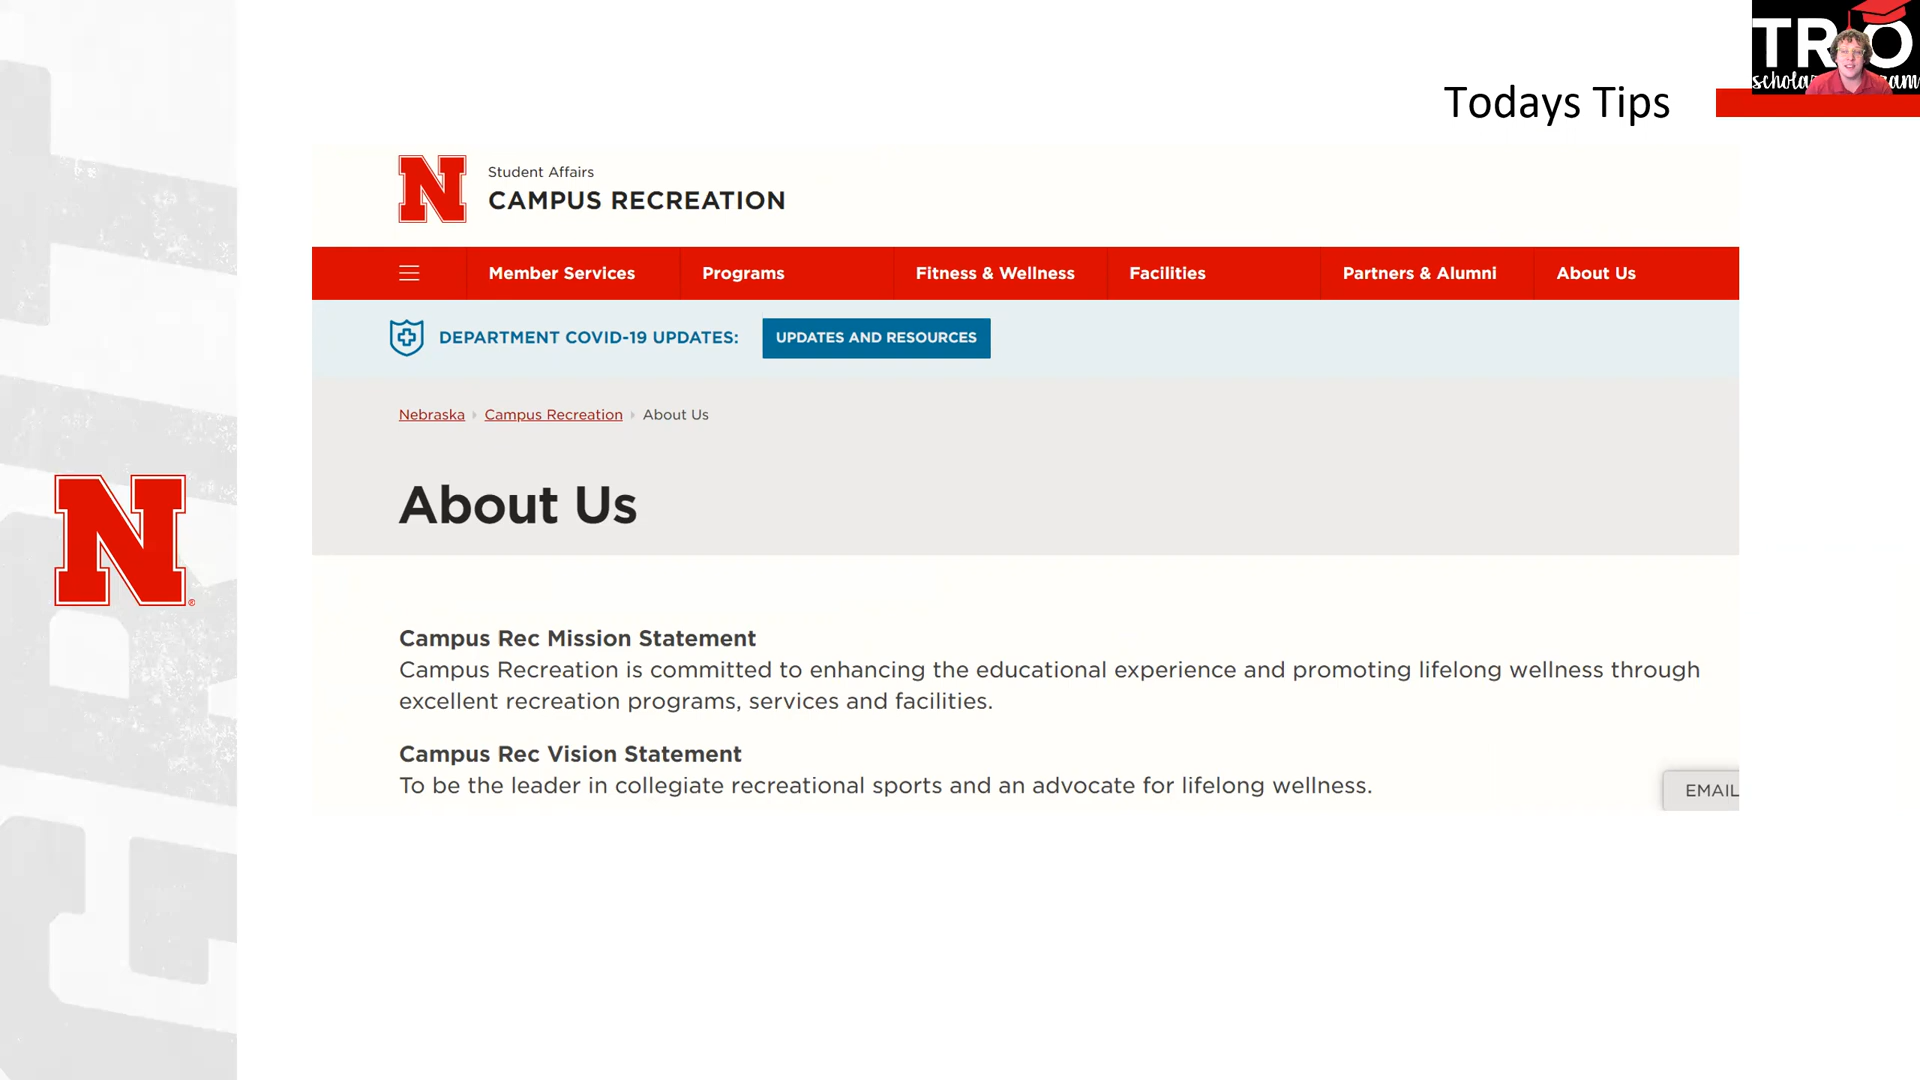 TRIO
Todays Tips
N
Student Affairs
CAMPUS RECREATION
Member Services
Programs
Fitness & Wellness
Facilities
Partners & Alumni
About Us
DEPARTMENT COVID-19 UPDATES:
UPDATES AND RESOURCES
Nebraska
Campus Recreation
About Us
About Us
N®
Campus Rec Mission Statement
Campus Recreation is committed to enhancing the educational experience and promoting lifelong wellness through
excellent recreation programs, services and facilities.
Campus Rec Vision Statement
To be the leader in collegiate recreational sports and an advocate for lifelong wellness.
EMAIL